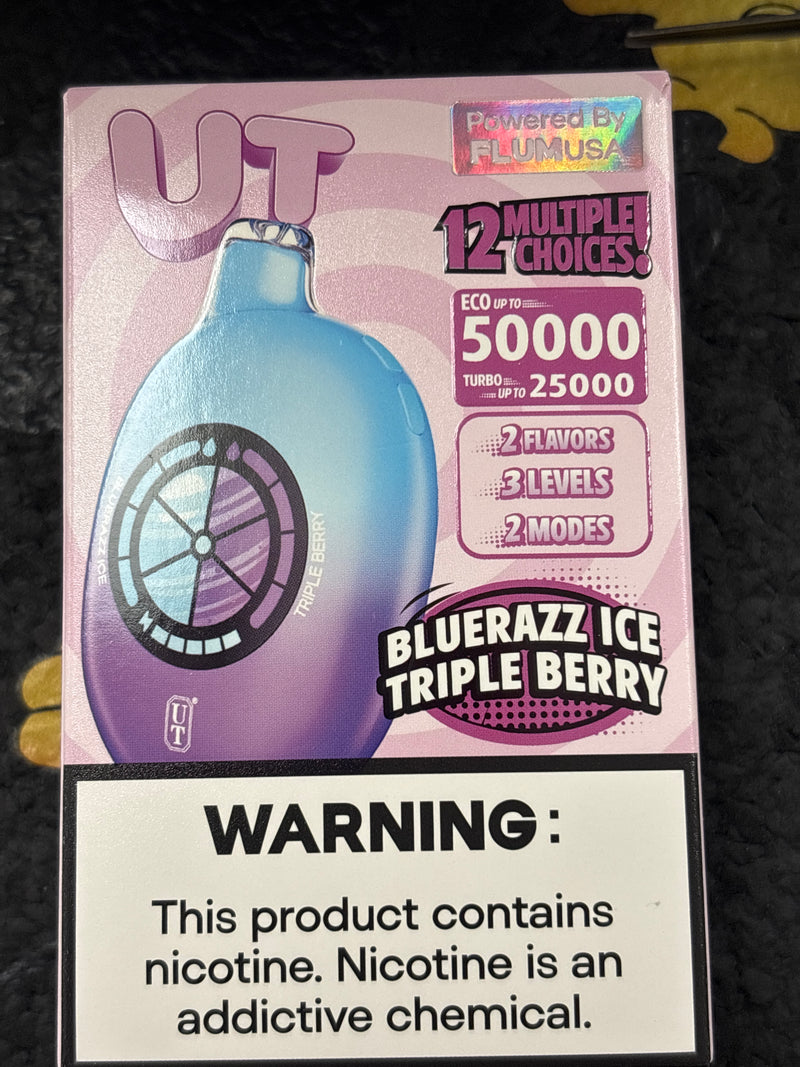 UT
Powered By
FLUMUSA
12 MULTIPLE
CHOICES!
ECO UP TO
50000
TURBO
UP TO 25000
2 FLAVORS
3 LEVELS
2 MODES
TRIPLE BERRY
BLUERAZZ ICE
TRIPLE BERRY
UT
WARNING:
This product contains
nicotine. Nicotine is an
addictive chemical.